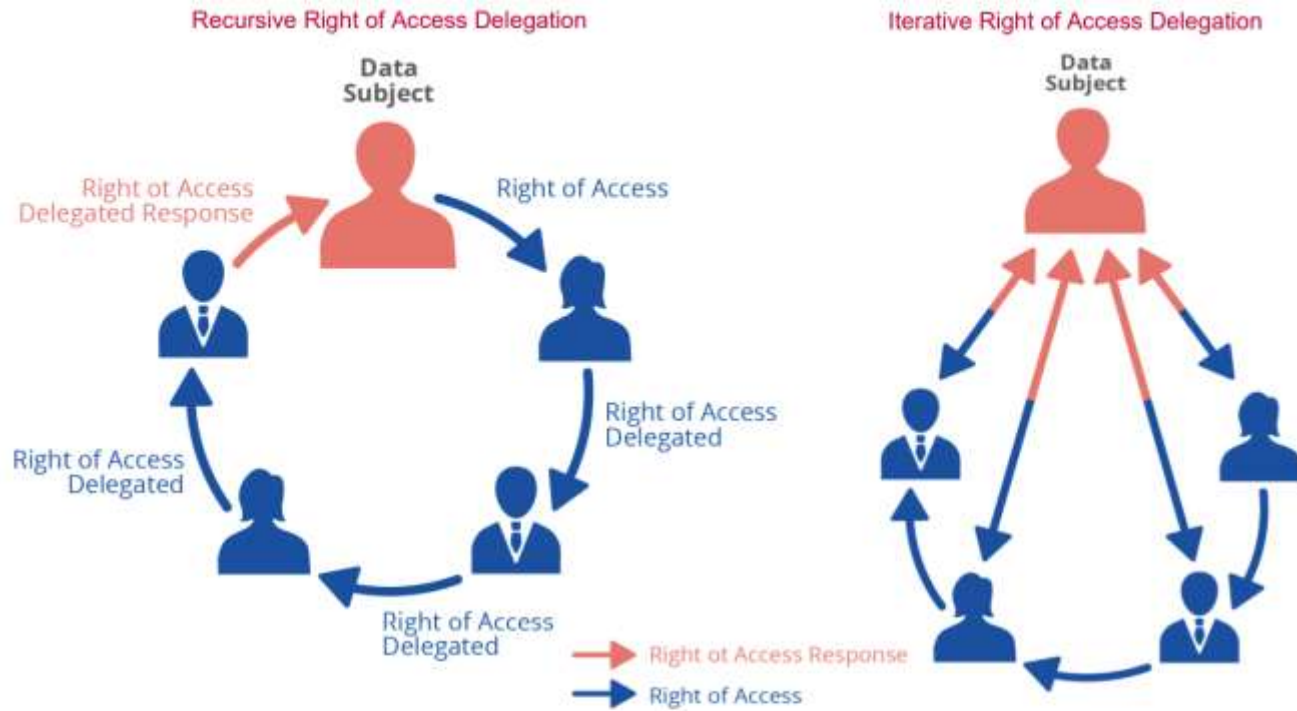 Recursive Right of Access Delegation
Data
Subject
Right ot Access
Delegated Response
Right of Access
Right of Access
Delegated
Right of Access
Delegated
Right of Access
Delegated
Iterative Right of Access Delegation
Data
Subject
Right ot Access Response
Right of Access